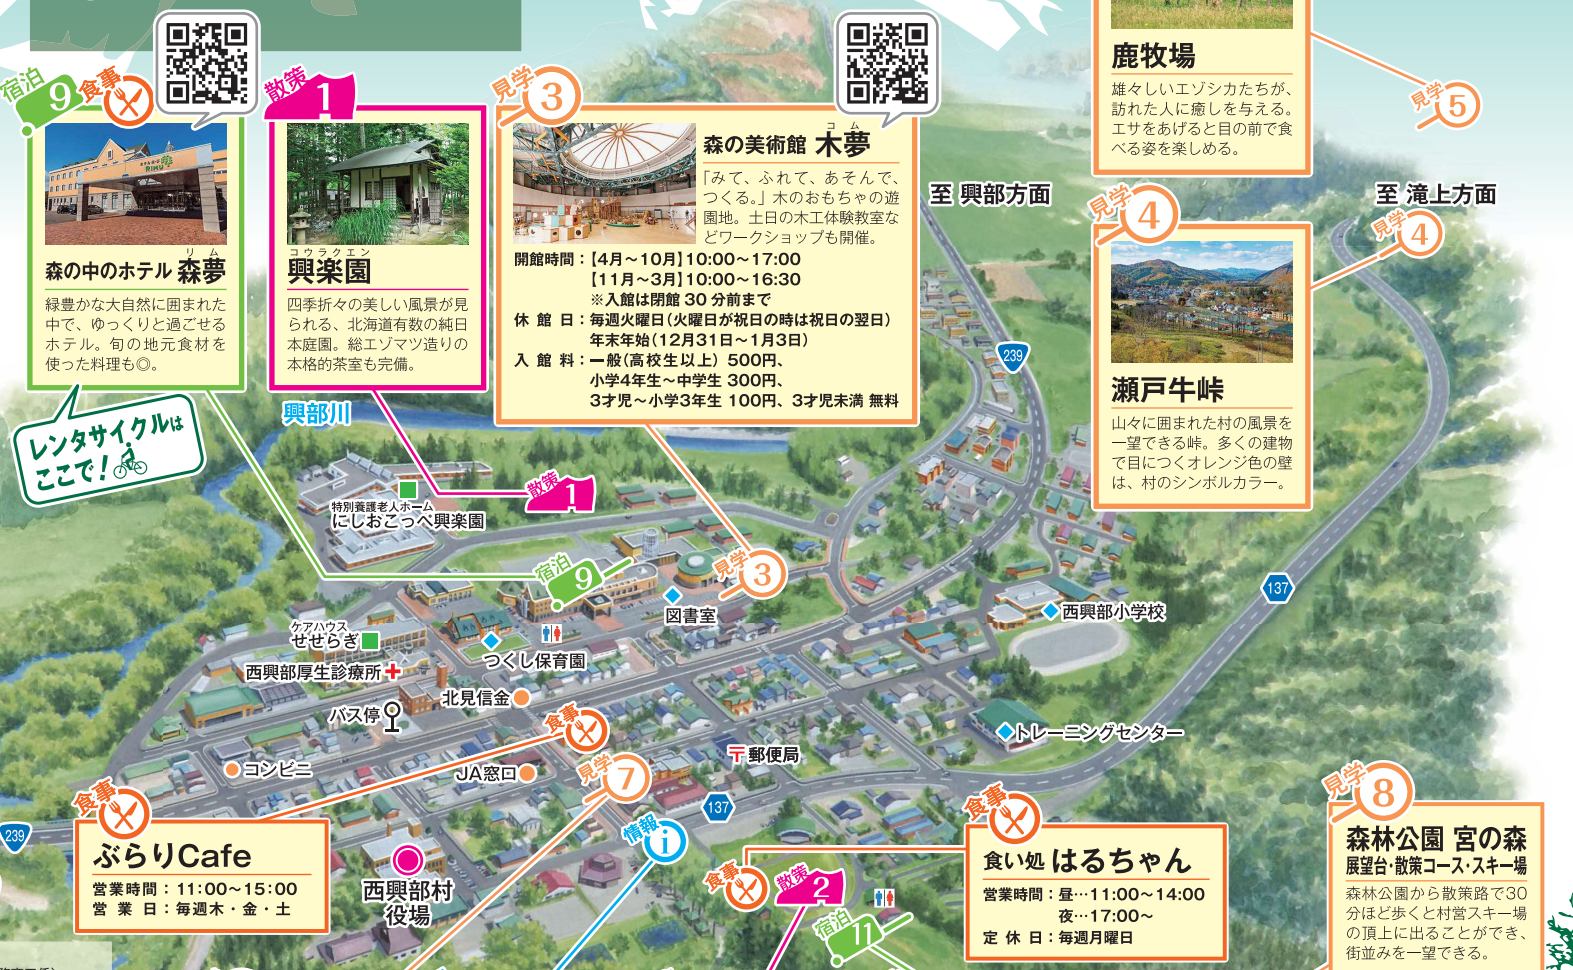 宿泊
9
食事
リム
森の中のホテル 森夢
緑豊かな大自然に囲まれた
中で、ゆっくりと過ごせる
ホテル。旬の地元食材を
使った料理も◎。
レンタサイクルは
ここで!
散策
1
コウラクエン
興楽園
四季折々の美しい風景が見
られる、北海道有数の純日
本庭園。総エゾマツ造りの
本格的茶室も完備。
見学
3
コム
森の美術館 木夢
「みて、ふれて、あそんで、
つくる。」木のおもちゃの遊
園地。土日の木工体験教室な
どワークショップも開催。
開館時間:【4月〜10月】10:00〜17:00
【11月〜3月】10:00〜16:30
※入館は閉館30分前まで
休館日:毎週火曜日(火曜日が祝日の時は祝日の翌日)
年末年始(12月31日〜1月3日)
入館料:一般(高校生以上) 500円、
小学4年生〜中学生 300円、
3才児〜小学3年生 100円、3才児未満 無料
鹿牧場
雄々しいエゾシカたちが、
訪れた人に癒しを与える。
エサをあげると目の前で食
べる姿を楽しめる。
見学
5
至 興部方面
至 滝上方面
見学
4
見学
4
瀬戸牛峠
山々に囲まれた村の風景を
一望できる峠。多くの建物
で目につくオレンジ色の壁
は、村のシンボルカラー。
239
興部川
散策
1
特別養護老人ホーム
にしおこっぺ興楽園
宿泊
9
見学
3
図書室
137
西興部小学校
ケアハウス
せせらぎ
つくし保育園
西興部厚生診療所
北見信金
バス停
食事
トレーニングセンター
〒郵便局
コンビニ
JA窓口
見学
7
137
239
食事
ぶらりCafe
営業時間:11:00〜15:00
営業日:毎週木・金・土
西興部村
役場
情報
i
食事
散策
2
宿泊
11
食事
食い処 はるちゃん
営業時間:昼…11:00〜14:00
夜…17:00〜
定休日:毎週月曜日
見学
8
森林公園 宮の森
展望台・散策コース・スキー場
森林公園から散策路で30
分ほど歩くと村営スキー場
の頂上に出ることができ、
街並みを一望できる。